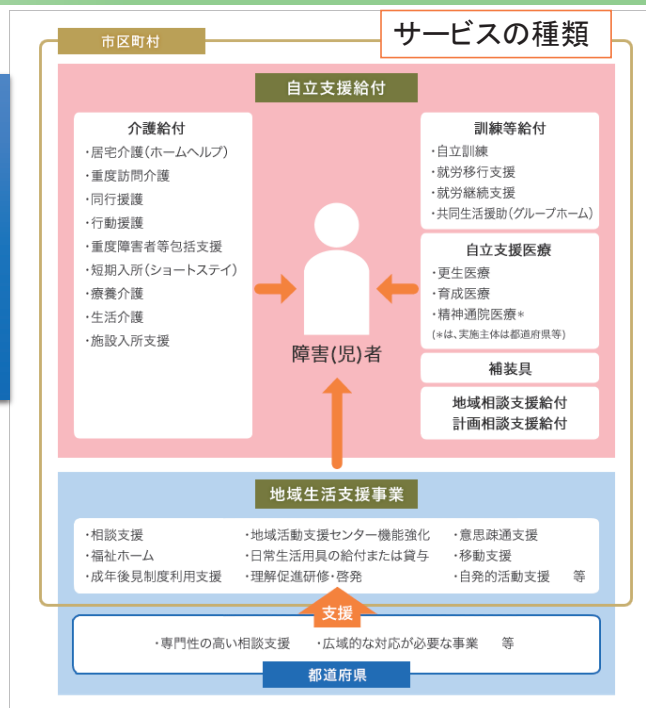 サービスの種類
市区町村
自立支援給付
介護給付
・居宅介護(ホームヘルプ)
・重度訪問介護
・同行援護
・行動援護
・重度障害者等包括支援
・短期入所(ショートステイ)
・療養介護
・生活介護
・施設入所支援
障害(児)者
訓練等給付
・自立訓練
・就労移行支援
・就労継続支援
・共同生活援助(グループホーム)
自立支援医療
・更生医療
・育成医療
・精神通院医療*
(*は、実施主体は都道府県等)
補装具
地域相談支援給付
計画相談支援給付
地域生活支援事業
・相談支援
・福祉ホーム
・成年後見制度利用支援
・地域活動支援センター機能強化
・日常生活用具の給付または貸与
・理解促進研修・啓発
・意思疎通支援
・移動支援
・自発的活動支援 等
支援
・専門性の高い相談支援 ・広域的な対応が必要な事業 等
都道府県